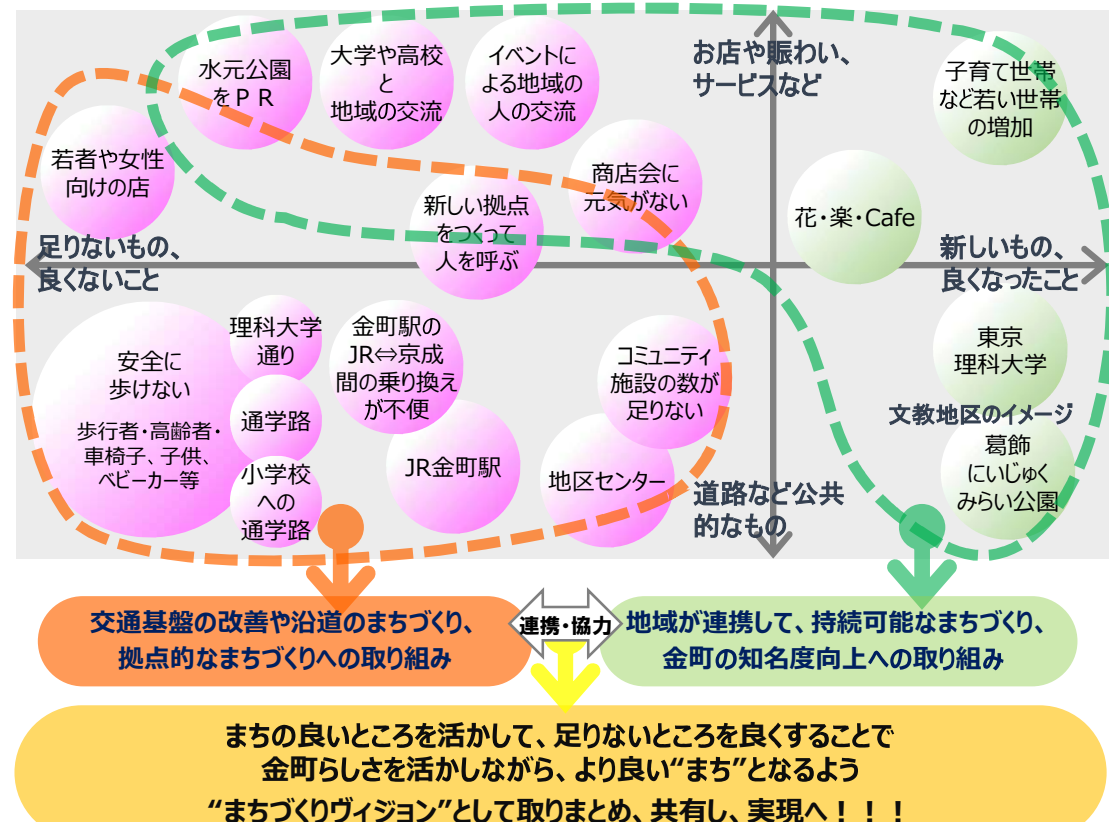 水元公園
をＰＲ
大学や高校
と
地域の交流
イベントに
よる地域の
人の交流
お店や賑わい、
サービスなど
子育て世帯
など若い世帯
の増加
若者や女性
向けの店
商店会に
元気がない
新しい拠点
をつくって
人を呼ぶ
花・楽・Cafe
足りないもの、
良くないこと
新しいもの、
良くなったこと
安全に
歩けない
歩行者・高齢者・
車椅子、子供、
ベビーカー等
理科大学
通り
通学路
小学校
への
通学路
金町駅の
JR⇔京成
間の乗り換え
が不便
JR金町駅
コミュニティ
施設の数が
足りない
地区センター
道路など公共
的なもの
東京
理科大学
文教地区のイメージ
葛飾
にいじゅく
みらい公園
交通基盤の改善や沿道のまちづくり、
拠点的なまちづくりへの取り組み
連携・協力
地域が連携して、持続可能なまちづくり、
金町の知名度向上への取り組み
まちの良いところを活かして、足りないところを良くすることで
金町らしさを活かしながら、より良い“まち”となるよう
“まちづくりヴィジョン”として取りまとめ、共有し、実現へ！！！